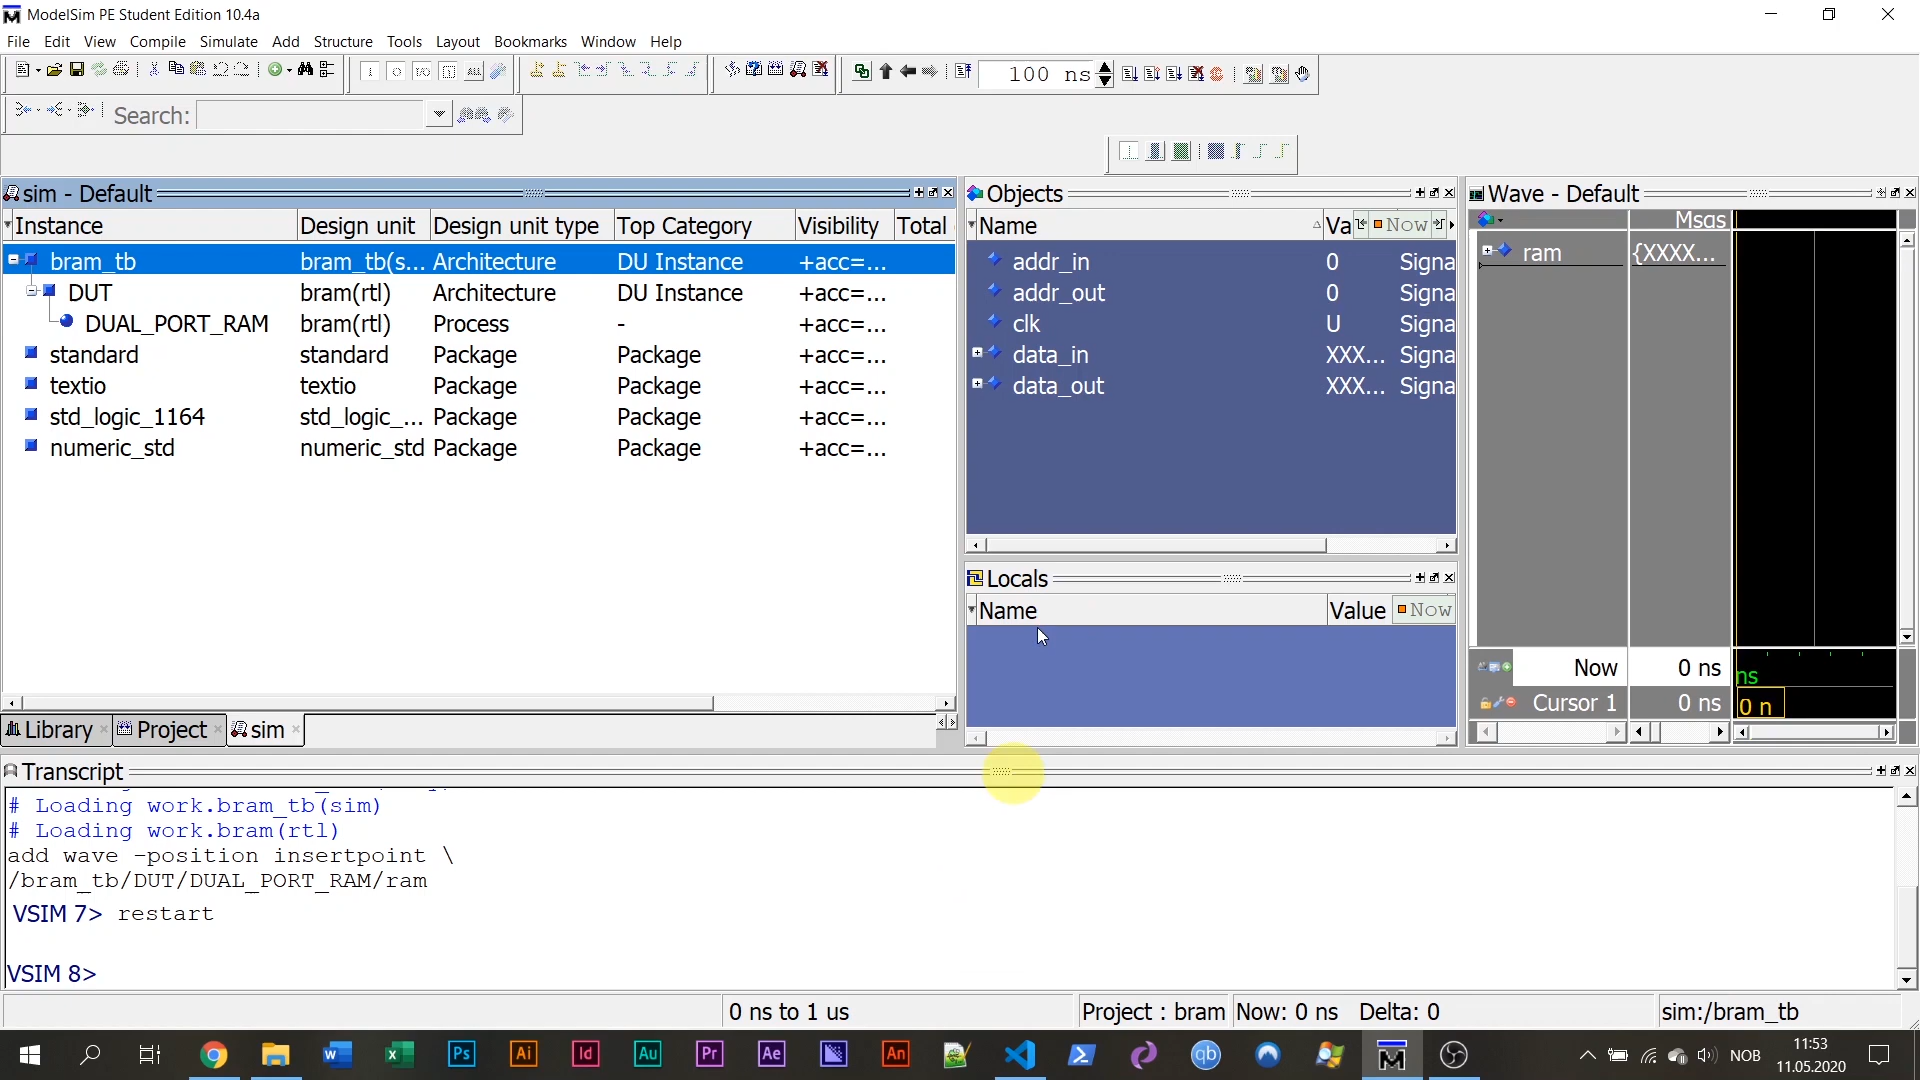 ModelSim PE Student Edition 10.4a
File Edit View Compile Simulate Add Structure Tools Layout Bookmarks Window Help
100 ns
Search:
sim - Default
Instance Design unit Design unit type Top Category Visibility Total
bram_tb bram_tb(s... Architecture DU Instance +acc=...
DUT bram(rtl) Architecture DU Instance +acc=...
DUAL_PORT_RAM bram(rtl) Process - +acc=...
standard standard Package Package +acc=...
textio textio Package Package +acc=...
std_logic_1164 std_logic_... Package Package +acc=...
numeric_std numeric_std Package Package +acc=...
Library Project sim
Objects
Name Va Now
addr_in 0 Signa
addr_out 0 Signa
clk U Signa
data_in XXX... Signa
data_out XXX... Signa
Locals
Name Value Now
Wave - Default
Msgs
ram {XXXX...
Now 0 ns ns
Cursor 1 0 ns 0 n
Transcript
# Loading work.bram_tb(sim)
# Loading work.bram(rtl)
add wave -position insertpoint \
/bram_tb/DUT/DUAL_PORT_RAM/ram
VSIM 7> restart
VSIM 8>
0 ns to 1 us Project : bram Now: 0 ns Delta: 0 sim:/bram_tb
Ps Ai Id Au Pr Ae An qb NOB 11:53
11.05.2020